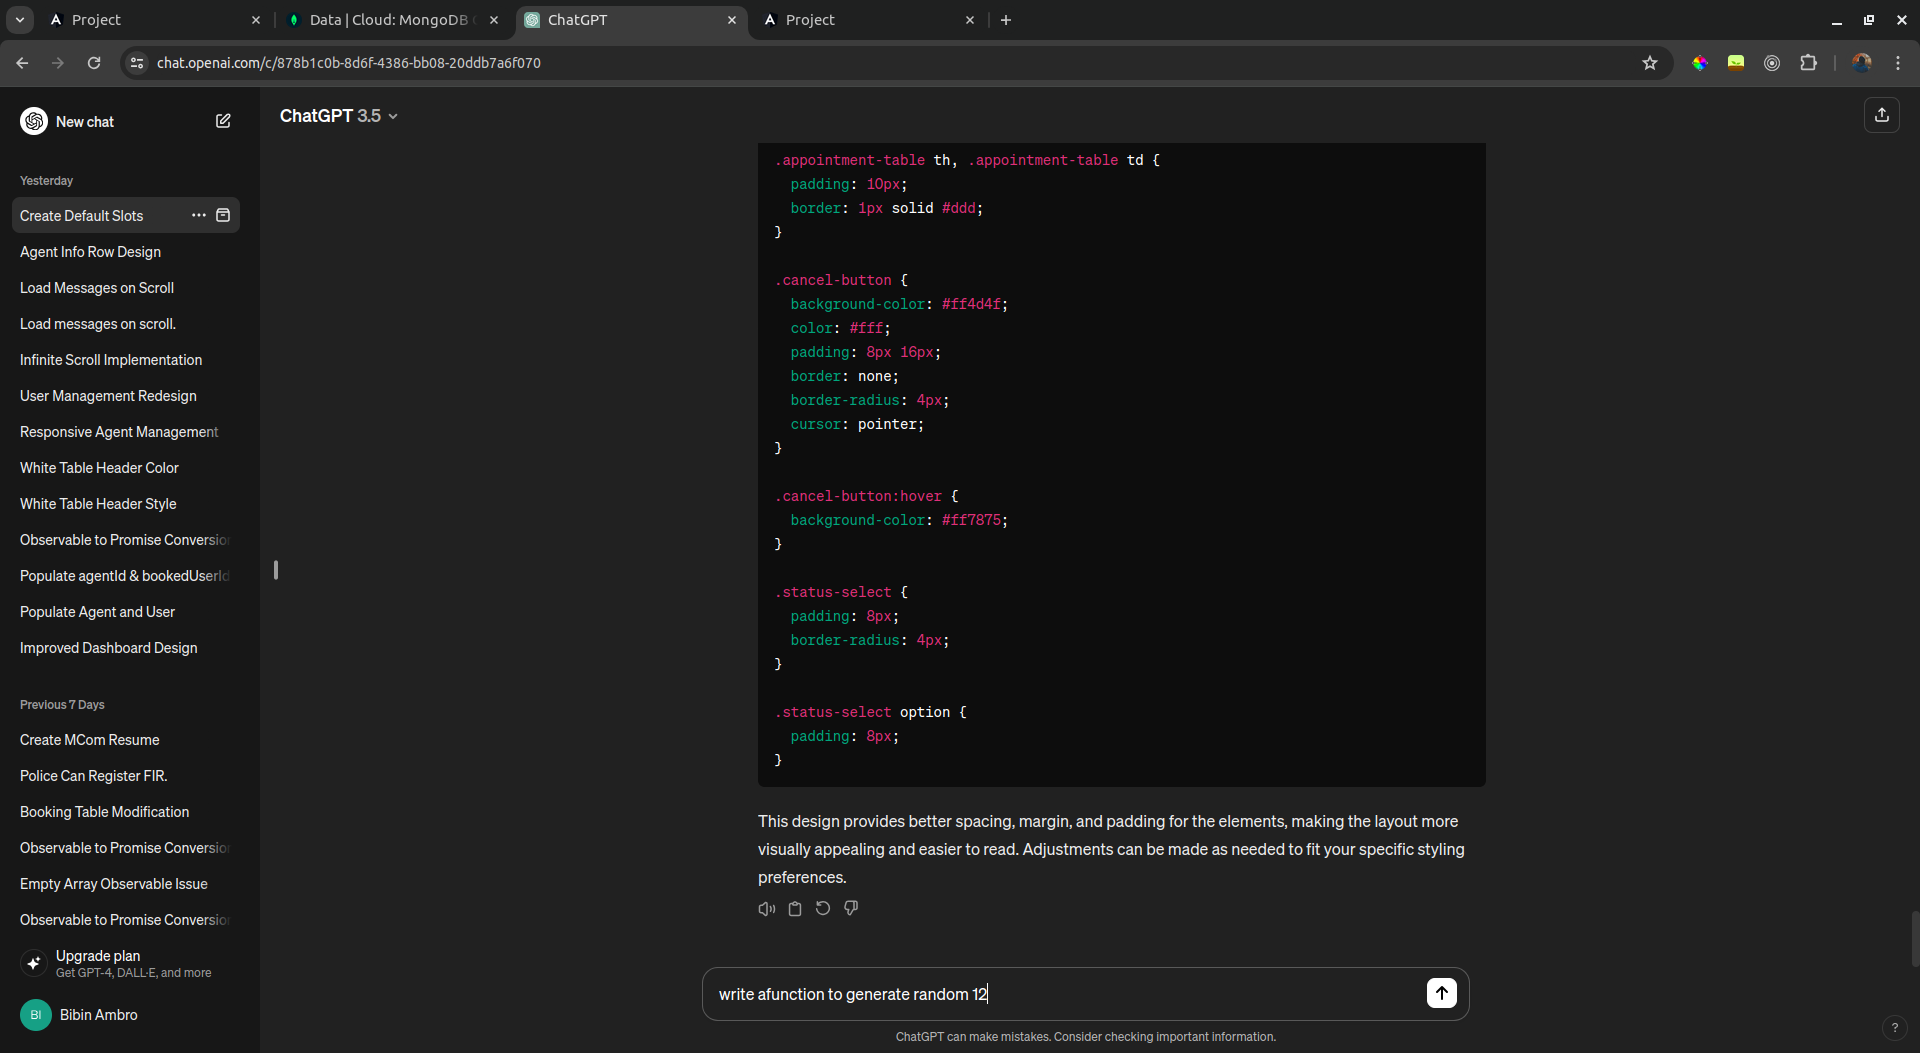 Project
Data | Cloud: MongoDB
ChatGPT
Project
chat.openai.com/c/878b1c0b-8d6f-4386-bb08-20ddb7a6f070
New chat
Yesterday
Create Default Slots
Agent Info Row Design
Load Messages on Scroll
Load messages on scroll.
Infinite Scroll Implementation
User Management Redesign
Responsive Agent Management
White Table Header Color
White Table Header Style
Observable to Promise Conversion
Populate agentId & bookedUserId
Populate Agent and User
Improved Dashboard Design
Previous 7 Days
Create MCom Resume
Police Can Register FIR.
Booking Table Modification
Observable to Promise Conversion
Empty Array Observable Issue
Observable to Promise Conversion
Upgrade plan
Get GPT-4, DALL·E, and more
BI
Bibin Ambro
ChatGPT 3.5
.appointment-table th, .appointment-table td {
padding: 10px;
border: 1px solid #ddd;
}
.cancel-button {
background-color: #ff4d4f;
color: #fff;
padding: 8px 16px;
border: none;
border-radius: 4px;
cursor: pointer;
}
.cancel-button:hover {
background-color: #ff7875;
}
.status-select {
padding: 8px;
border-radius: 4px;
}
.status-select option {
padding: 8px;
}
This design provides better spacing, margin, and padding for the elements, making the layout more
visually appealing and easier to read. Adjustments can be made as needed to fit your specific styling
preferences.
write afunction to generate random 12
ChatGPT can make mistakes. Consider checking important information.
?